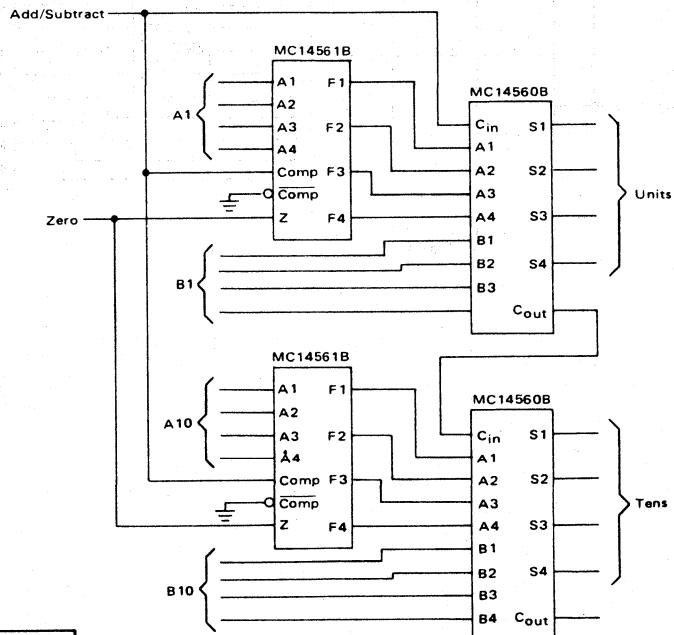 Add/Subtract
MC14561B
A1 F1
A2
A3 F2
A4
Comp F3
Comp
Z F4
A1
Zero
B1
MC14560B
Cin S1
A1
A2 S2
A3
A4 S3
B1
B2 S4
B3
Cout
Units
MC14561B
A1 F1
A2
A3 F2
A4
Comp F3
Comp
Z F4
A10
B10
MC14560B
Cin S1
A1
A2 S2
A3
A4 S3
B1
B2 S4
B3
B4 Cout
Tens